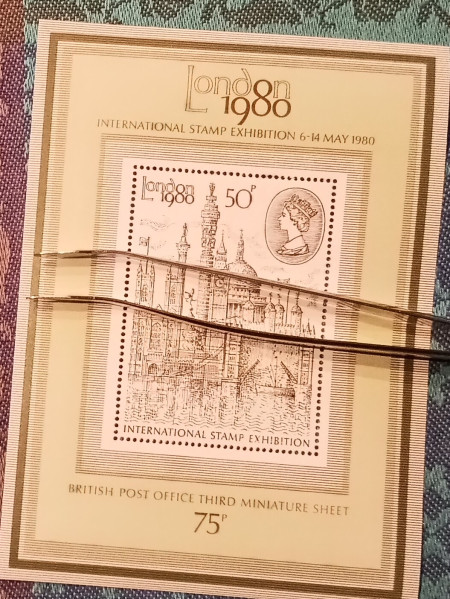 London
1980
INTERNATIONAL STAMP EXHIBITION 6-14 MAY 1980
London
1980
50P
INTERNATIONAL STAMP EXHIBITION
BRITISH POST OFFICE THIRD MINIATURE SHEET
75P